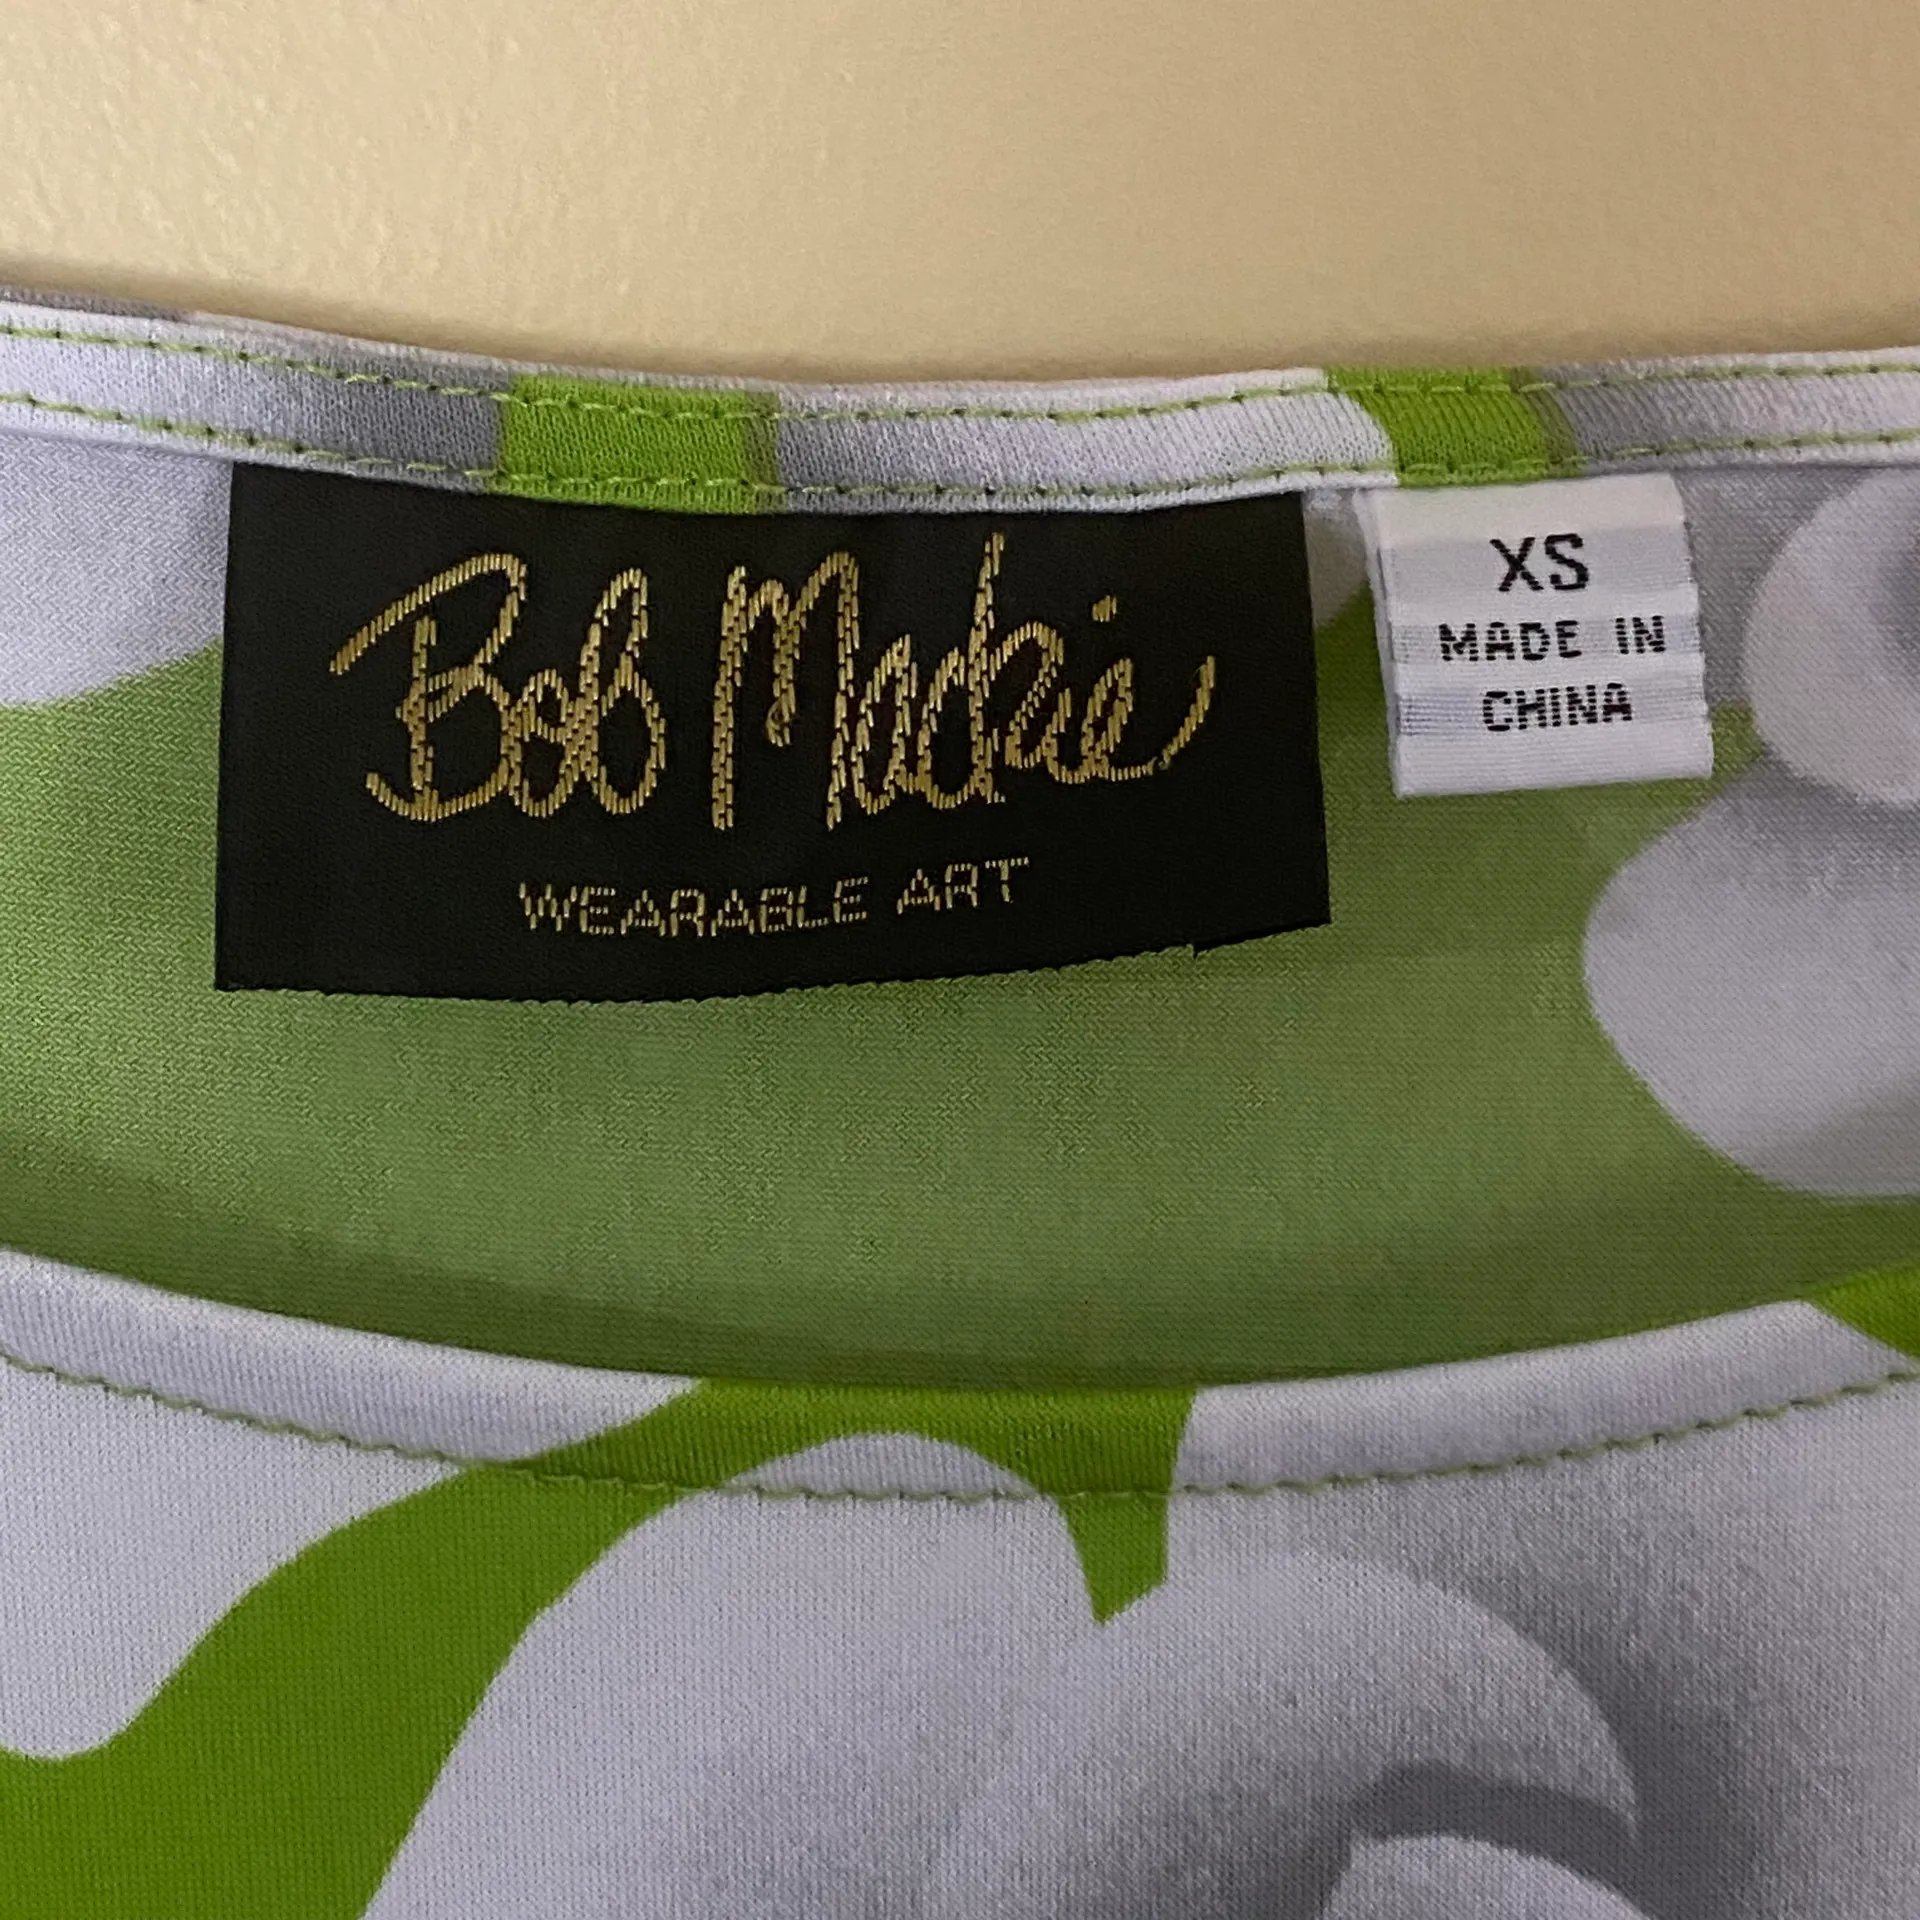 Bob Mackie
WEARABLE ART
XS
MADE IN
CHINA